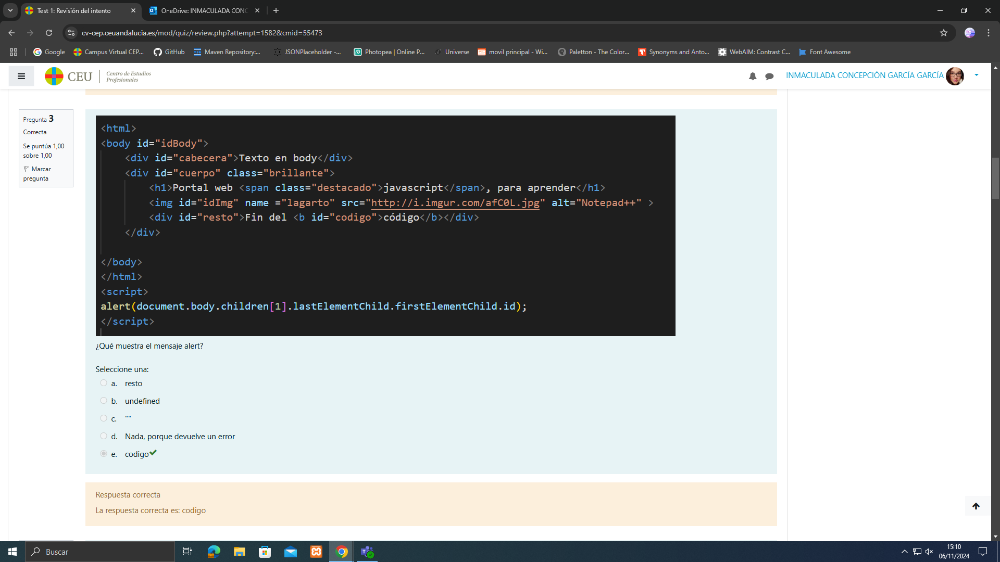 Test 1: Revisión del intento
OneDrive: INMACULADA CONC
cv-cep.ceuandalucia.es/mod/quiz/review.php?attempt=1582&cmid=55473
Google
Campus Virtual CEP...
GitHub
Maven Repository:...
JSONPlaceholder -...
Photopea | Online P...
Universe
movil principal - Wi...
Paletton - The Color...
Synonyms and Anto...
WebAIM: Contrast C...
Font Awesome
CEU
Centro de Estudios
Profesionales
INMACULADA CONCEPCIÓN GARCÍA GARCÍA
Pregunta 3
Correcta
Se puntúa 1,00
sobre 1,00
Marcar
pregunta
<html>
<body id="idBody">
<div id="cabecera">Texto en body</div>
<div id="cuerpo" class="brillante">
<h1>Portal web <span class="destacado">javascript</span>, para aprender</h1>
<img id="idImg" name ="lagarto" src="http://i.imgur.com/afC0L.jpg" alt="Notepad++" >
<div id="resto">Fin del <b id="codigo">código</b></div>
</div>
</body>
</html>
<script>
alert(document.body.children[1].lastElementChild.firstElementChild.id);
</script>
¿Qué muestra el mensaje alert?
Seleccione una:
a. resto
b. undefined
c. ""
d. Nada, porque devuelve un error
e. codigo
Respuesta correcta
La respuesta correcta es: codigo
Buscar
15:10
06/11/2024